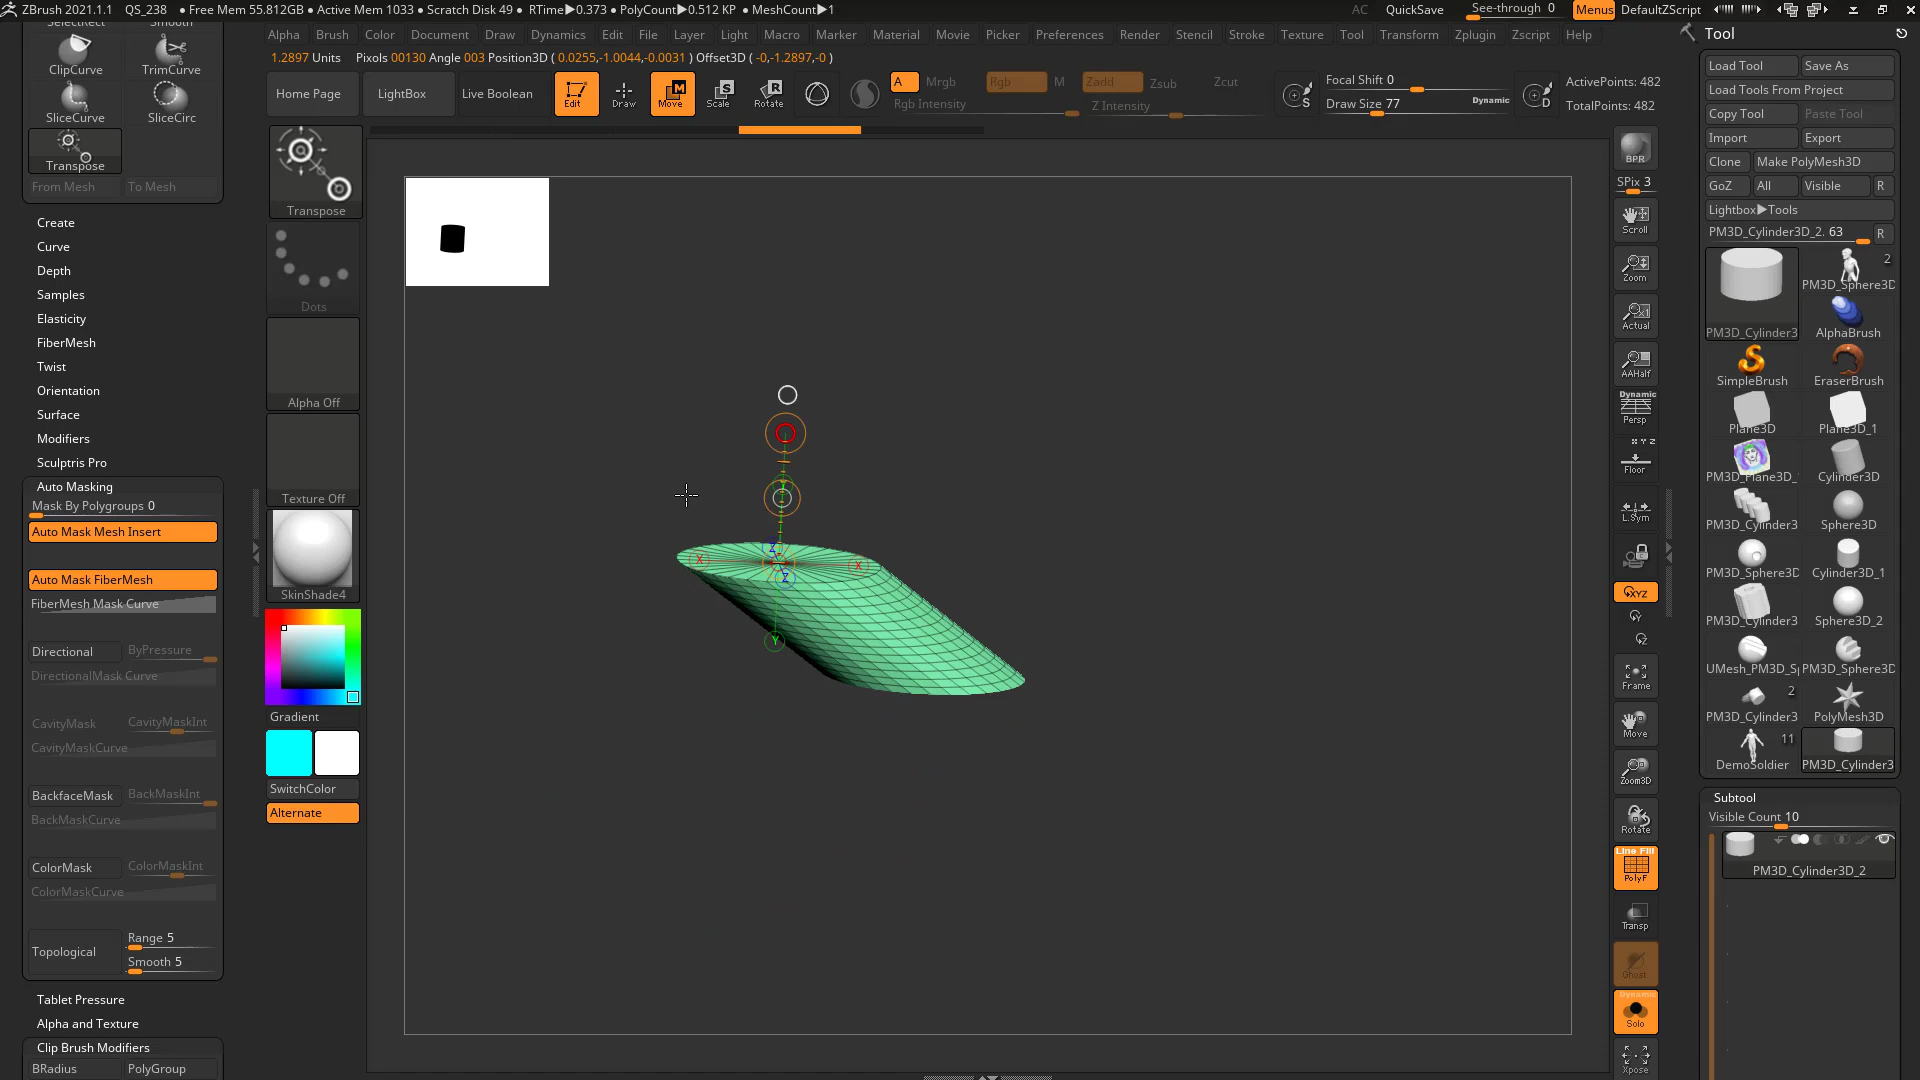 ZBrush 2021.1.1 QS_238 • Free Mem 55.812GB • Active Mem 1033 • Scratch Disk 49 • RTime▶0.373 • PolyCount▶0.512 KP • MeshCount▶1
AC QuickSave See-through 0 Menus DefaultZScript
Alpha Brush Color Document Draw Dynamics Edit File Layer Light Macro Marker Material Movie Picker Preferences Render Stencil Stroke Texture Tool Transform Zplugin Zscript Help
1.2897 Units Pixols 00130 Angle 003 Position3D ( 0.0255,-1.0044,-0.0031 ) Offset3D ( -0,-1.2897,-0 )
Home Page LightBox Live Boolean Edit Draw Move Scale Rotate
A Mrgb Rgb M Zadd Zsub Zcut
Rgb Intensity Z Intensity
Focal Shift 0
Draw Size 77 Dynamic
ActivePoints: 482
TotalPoints: 482
SelectRect Smooth
ClipCurve TrimCurve
SliceCurve SliceCirc
Transpose
From Mesh To Mesh
Create
Curve
Depth
Samples
Elasticity
FiberMesh
Twist
Orientation
Surface
Modifiers
Sculptris Pro
Auto Masking
Mask By Polygroups 0
Auto Mask Mesh Insert
Auto Mask FiberMesh
FiberMesh Mask Curve
Directional ByPressure
DirectionalMask Curve
CavityMask CavityMaskInt
CavityMaskCurve
BackfaceMask BackMaskInt
BackMaskCurve
ColorMask ColorMaskInt
ColorMaskCurve
Topological Range 5
Smooth 5
Tablet Pressure
Alpha and Texture
Clip Brush Modifiers
BRadius PolyGroup
Transpose
Dots
Alpha Off
Texture Off
SkinShade4
Gradient
SwitchColor
Alternate
X
X
Z
Z
Y
BPR
SPix 3
Scroll
Zoom
Actual
AAHalf
Dynamic
Persp
X Y Z
Floor
L.Sym
XYZ
Y
Z
Frame
Move
Zoom3D
Rotate
Line Fill
PolyF
Transp
Ghost
Dynamic
Solo
Xpose
Tool
Load Tool Save As
Load Tools From Project
Copy Tool Paste Tool
Import Export
Clone Make PolyMesh3D
GoZ All Visible R
Lightbox▶Tools
PM3D_Cylinder3D_2. 63 R
2
PM3D_Cylinder3 PM3D_Sphere3D
AlphaBrush
SimpleBrush EraserBrush
Plane3D Plane3D_1
PM3D_Plane3D_ Cylinder3D
PM3D_Cylinder3 Sphere3D
PM3D_Sphere3D Cylinder3D_1
PM3D_Cylinder3 Sphere3D_2
UMesh_PM3D_S PM3D_Sphere3D
2
PM3D_Cylinder3 PolyMesh3D
11
DemoSoldier PM3D_Cylinder3
Subtool
Visible Count 10
PM3D_Cylinder3D_2